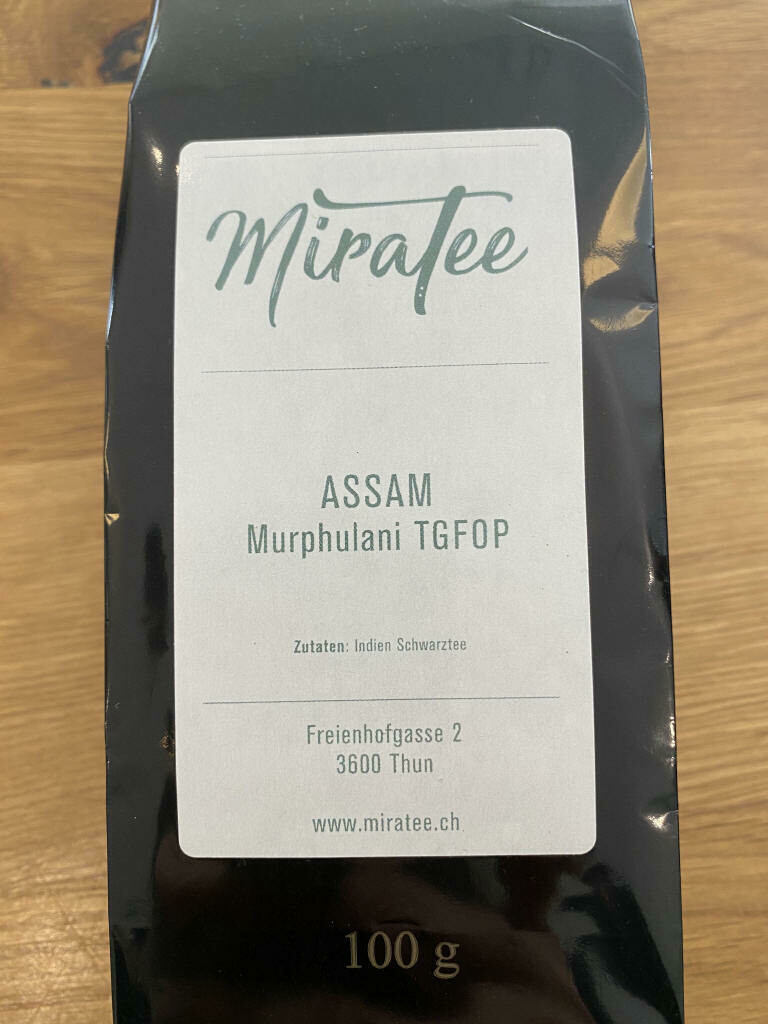 MiraTee
ASSAM
Murphulani TGFOP
Zutaten: Indien Schwarztee
Freienhofgasse 2
3600 Thun
www.miratee.ch
100 g